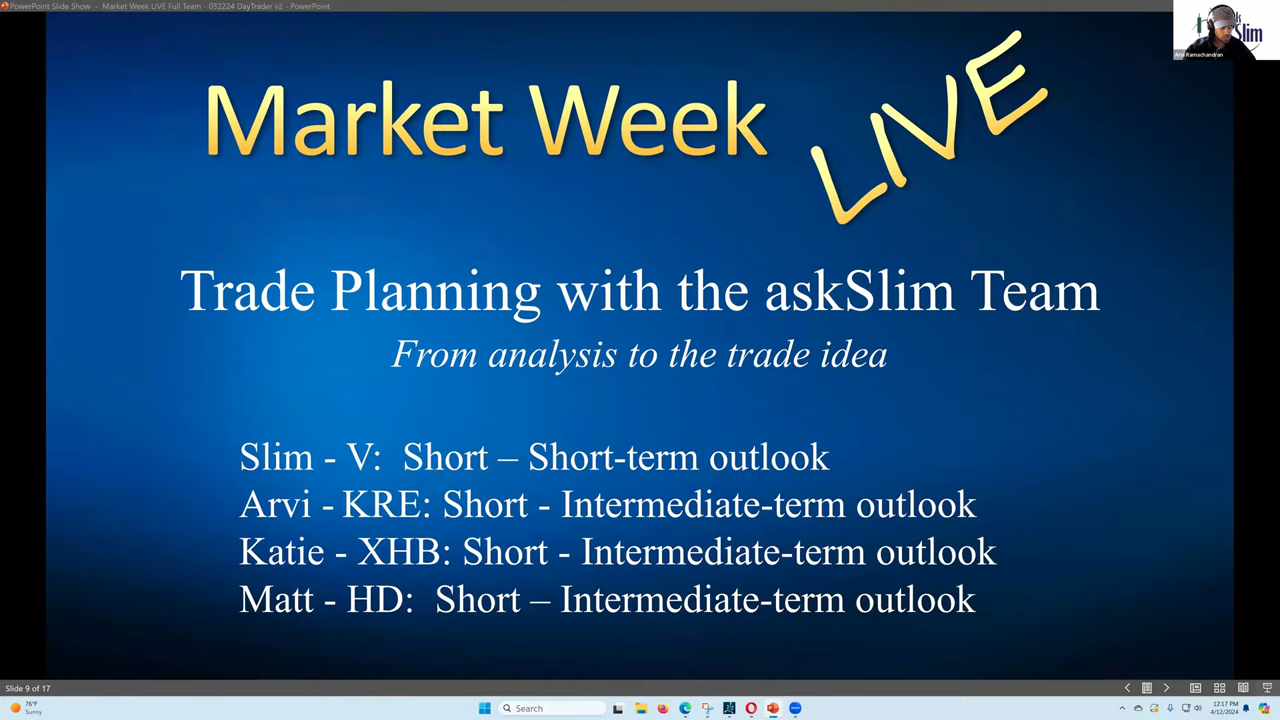 PowerPoint Slide Show - Market Week LIVE Full Team - 032224 DayTrader v2 - PowerPoint
Slim
Arvi Ramachandran
Market Week LIVE
Trade Planning with the askSlim Team
From analysis to the trade idea
Slim - V: Short – Short-term outlook
Arvi - KRE: Short - Intermediate-term outlook
Katie - XHB: Short - Intermediate-term outlook
Matt - HD: Short – Intermediate-term outlook
Slide 9 of 17
76°F
Sunny
Search
12:17 PM
4/12/2024